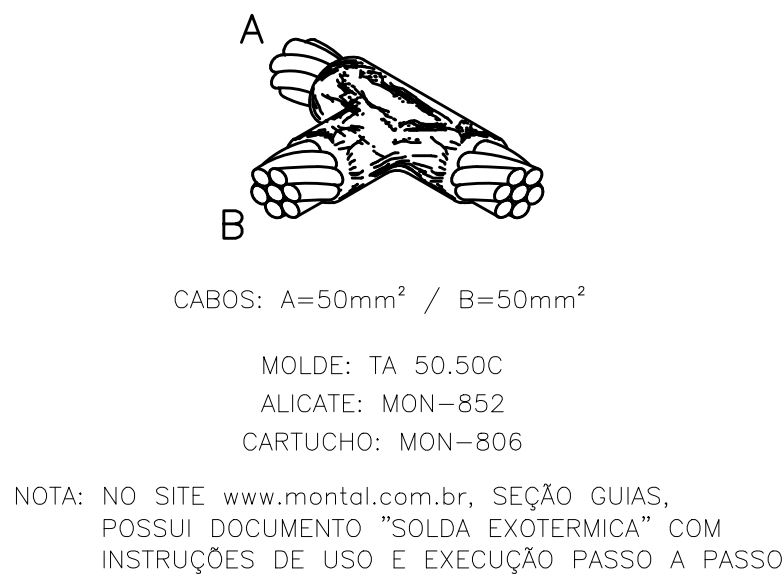 A
B
CABOS: A=50mm² / B=50mm²
MOLDE: TA 50.50C
ALICATE: MON-852
CARTUCHO: MON-806
NOTA: NO SITE www.montal.com.br, SEÇÃO GUIAS,
POSSUI DOCUMENTO "SOLDA EXOTERMICA" COM
INSTRUÇÕES DE USO E EXECUÇÃO PASSO A PASSO